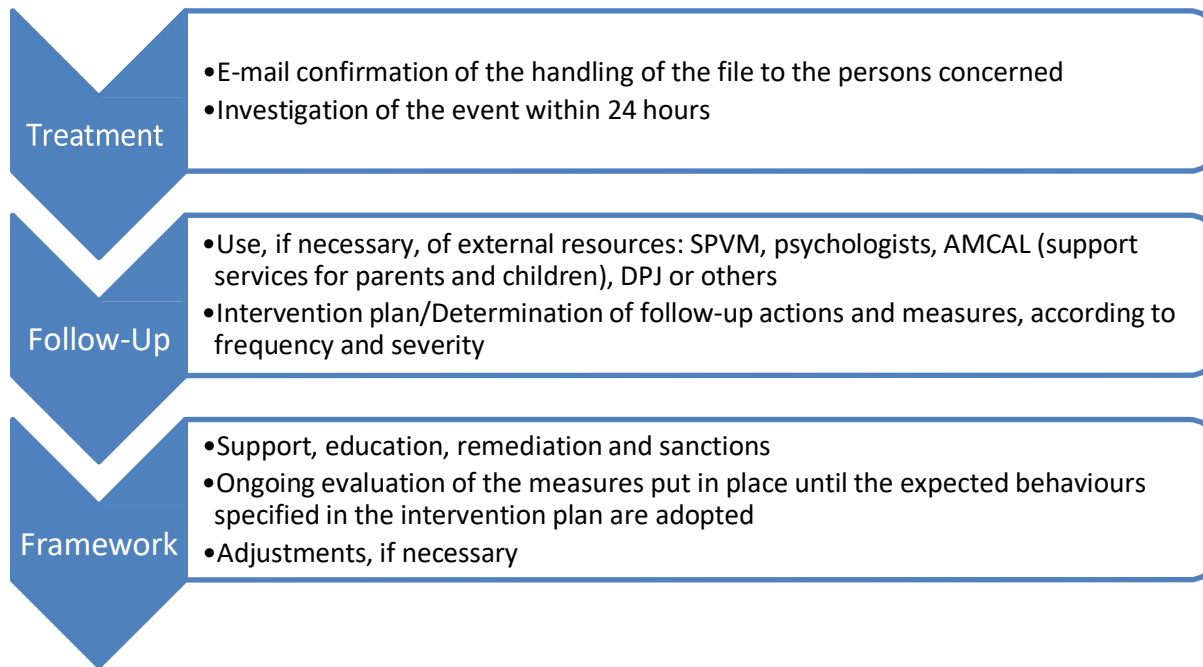 Treatment
•E-mail confirmation of the handling of the file to the persons concerned
•Investigation of the event within 24 hours
Follow-Up
•Use, if necessary, of external resources: SPVM, psychologists, AMCAL (support
services for parents and children), DPJ or others
•Intervention plan/Determination of follow-up actions and measures, according to
frequency and severity
Framework
•Support, education, remediation and sanctions
•Ongoing evaluation of the measures put in place until the expected behaviours
specified in the intervention plan are adopted
•Adjustments, if necessary